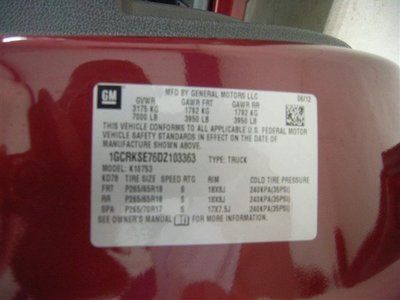 GM MFD BY GENERAL MOTORS LLC 06/12
GVWR GAWR FRT GAWR RR
3175 KG 1792 KG 1792 KG
7000 LB 3950 LB 3950 LB
THIS VEHICLE CONFORMS TO ALL APPLICABLE U.S. FEDERAL MOTOR
VEHICLE SAFETY STANDARDS IN EFFECT ON THE DATE OF
MANUFACTURE SHOWN ABOVE.
1GCRKSE76DZ103363 TYPE: TRUCK
MODEL: K10753
TIRE SIZE SPEED RTG RIM COLD TIRE PRESSURE
FRT P265/65R18 S 18X8J 240KPA(35PSI)
RR P265/65R18 S 18X8J 240KPA(35PSI)
SPA P265/70R17 S 17X7.5J 240KPA(35PSI)
SEE OWNER'S MANUAL FOR MORE INFORMATION.